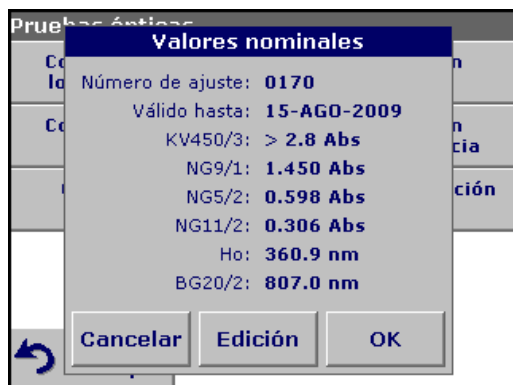 Pruebas ópticas
Valores nominales
Número de ajuste: 0170
Válido hasta: 15-AGO-2009
KV450/3: > 2.8 Abs
NG9/1: 1.450 Abs
NG5/2: 0.598 Abs
NG11/2: 0.306 Abs
Ho: 360.9 nm
BG20/2: 807.0 nm
Cancelar Edición OK